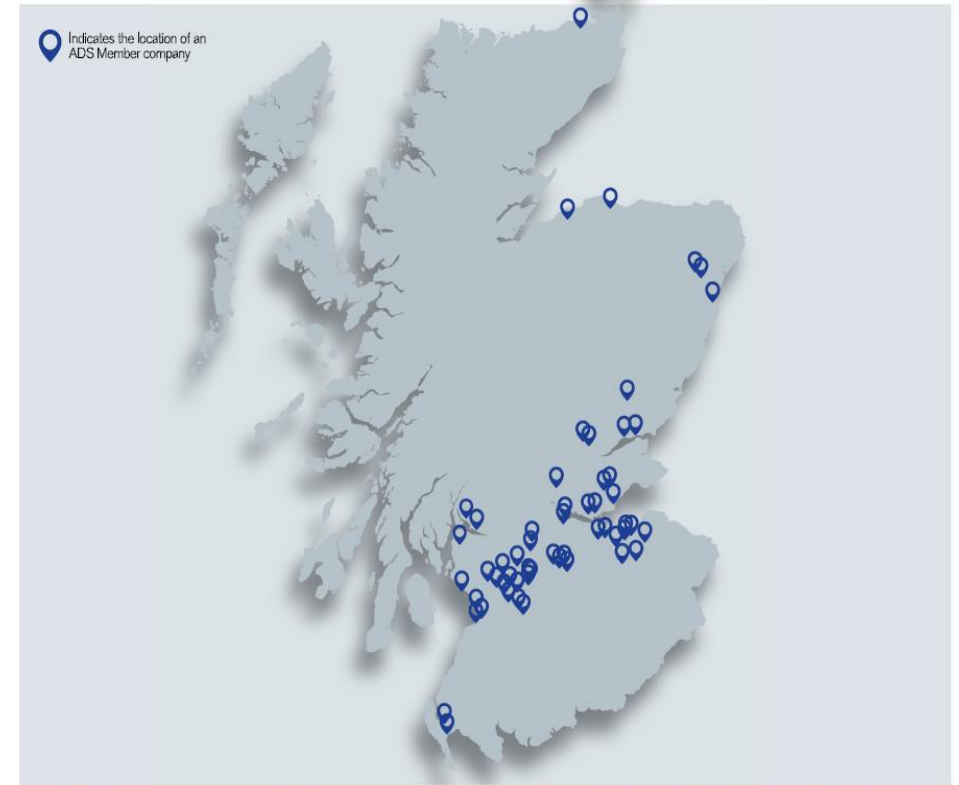 Indicates the location of an
ADS Member company